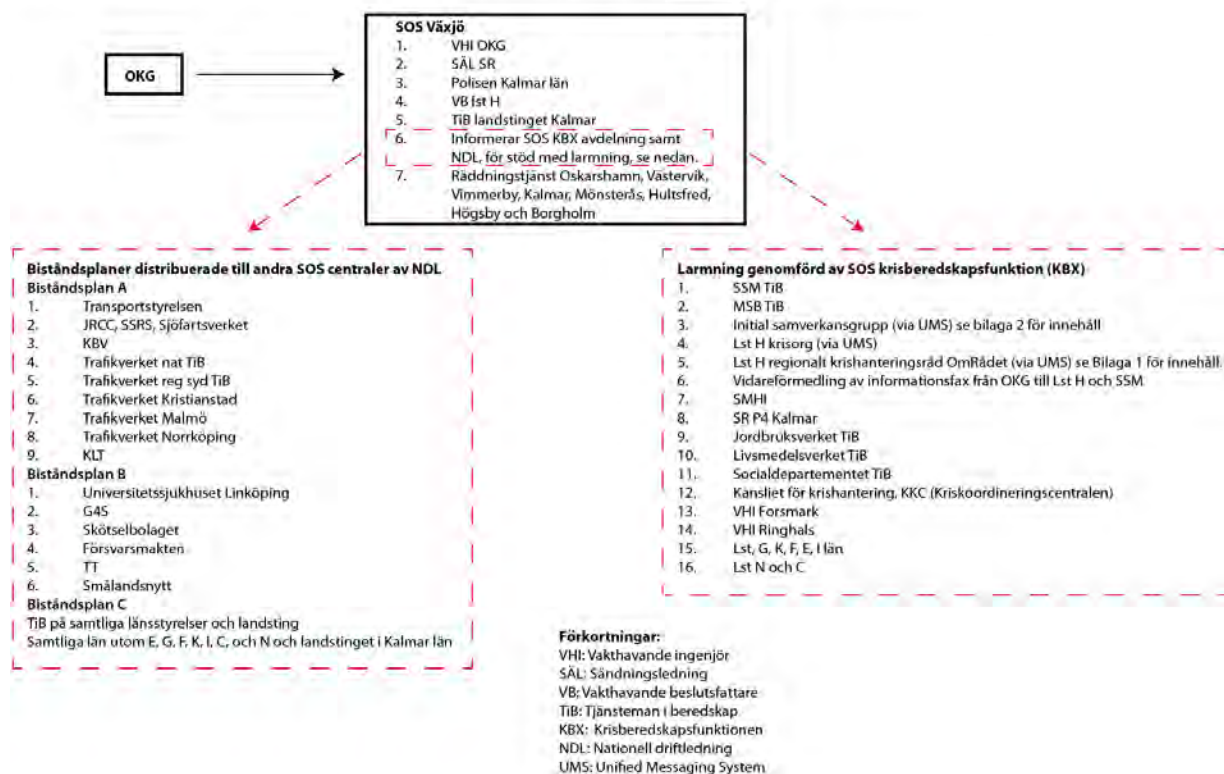 OKG
SOS Växjö
1. VHI OKG
2. SÄL SR
3. Polisen Kalmar län
4. VB lst H
5. TiB landstinget Kalmar
6. Informerar SOS KBX avdelning samt
NDL, för stöd med larmning, se nedan.
7. Räddningstjänst Oskarshamn, Västervik,
Vimmerby, Kalmar, Mönsterås, Hultsfred,
Högsby och Borgholm
Biståndsplaner distribuerade till andra SOS centraler av NDL
Biståndsplan A
1. Transportstyrelsen
2. JRCC, SSRS, Sjöfartsverket
3. KBV
4. Trafikverket nat TiB
5. Trafikverket reg syd TiB
6. Trafikverket Kristianstad
7. Trafikverket Malmö
8. Trafikverket Norrköping
9. KLT
Biståndsplan B
1. Universitetssjukhuset Linköping
2. G4S
3. Skötselbolaget
4. Försvarsmakten
5. TT
6. Smålandsnytt
Biståndsplan C
TiB på samtliga länsstyrelser och landsting
Samtliga län utom E, G, F, K, I, C, och N och landstinget i Kalmar län
Larmning genomförd av SOS krisberedskapsfunktion (KBX)
1. SSM TiB
2. MSB TiB
3. Initial samverkansgrupp (via UMS) se bilaga 2 för innehåll
4. Lst H krisorg (via UMS)
5. Lst H regionalt krishanteringsråd OmRådet (via UMS) se Bilaga 1 för innehåll.
6. Vidareförmedling av informationsfax från OKG till Lst H och SSM
7. SMHI
8. SR P4 Kalmar
9. Jordbruksverket TiB
10. Livsmedelsverket TiB
11. Socialdepartementet TiB
12. Kansliet för krishantering, KKC (Kriskoordineringscentralen)
13. VHI Forsmark
14. VHI Ringhals
15. Lst, G, K, F, E, I län
16. Lst N och C
Förkortningar:
VHI: Vakthavande ingenjör
SÄL: Sändningsledning
VB: Vakthavande beslutsfattare
TiB: Tjänsteman i beredskap
KBX: Krisberedskapsfunktionen
NDL: Nationell driftledning
UMS: Unified Messaging System